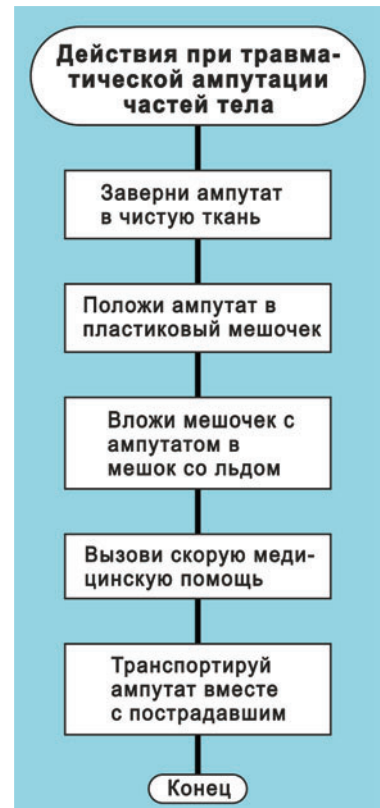 Действия при травма-
тической ампутации
частей тела
Заверни ампутат
в чистую ткань
Положи ампутат в
пластиковый мешочек
Вложи мешочек с
ампутатом в
мешок со льдом
Вызови скорую меди-
цинскую помощь
Транспортируй
ампутат вместе
с пострадавшим
Конец